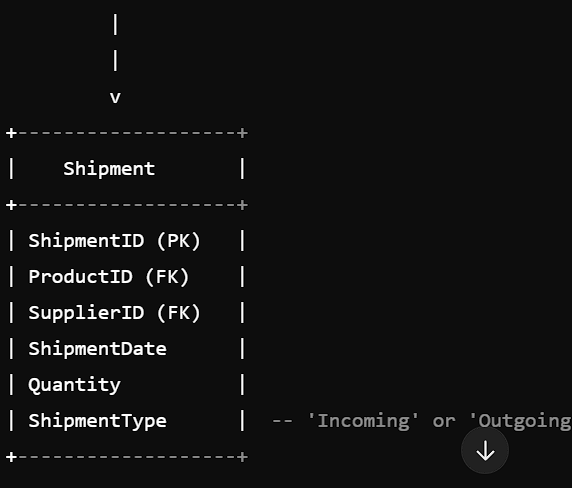 |
|
v
+-------------------+
|    Shipment       |
+-------------------+
| ShipmentID (PK)   |
| ProductID (FK)    |
| SupplierID (FK)   |
| ShipmentDate      |
| Quantity          |
| ShipmentType      |  -- 'Incoming' or 'Outgoing
+-------------------+